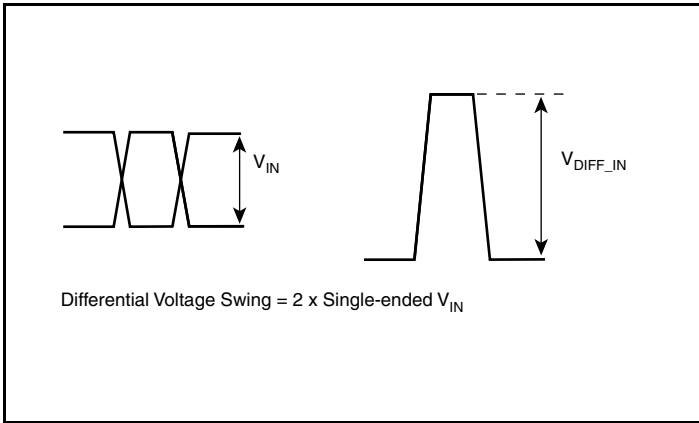 V_IN
V_DIFF_IN
Differential Voltage Swing = 2 x Single-ended V_IN